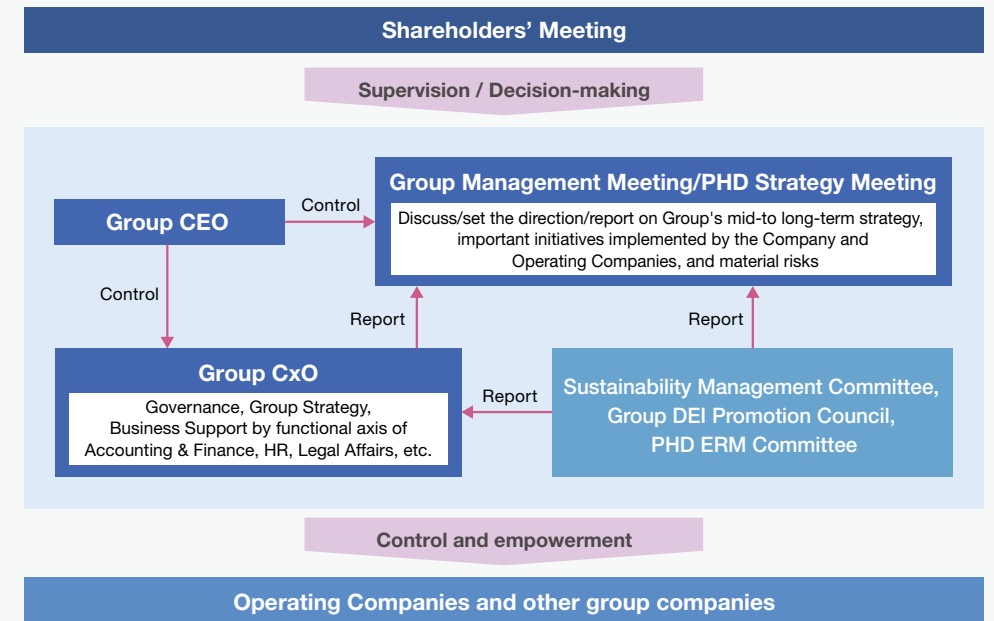 Shareholders’ Meeting
Supervision / Decision-making
Group Management Meeting/PHD Strategy Meeting
Discuss/set the direction/report on Group's mid-to long-term strategy,
important initiatives implemented by the Company and
Operating Companies, and material risks
Group CEO
Control
Control
Report
Report
Group CxO
Governance, Group Strategy,
Business Support by functional axis of
Accounting & Finance, HR, Legal Affairs, etc.
Report
Sustainability Management Committee,
Group DEI Promotion Council,
PHD ERM Committee
Control and empowerment
Operating Companies and other group companies